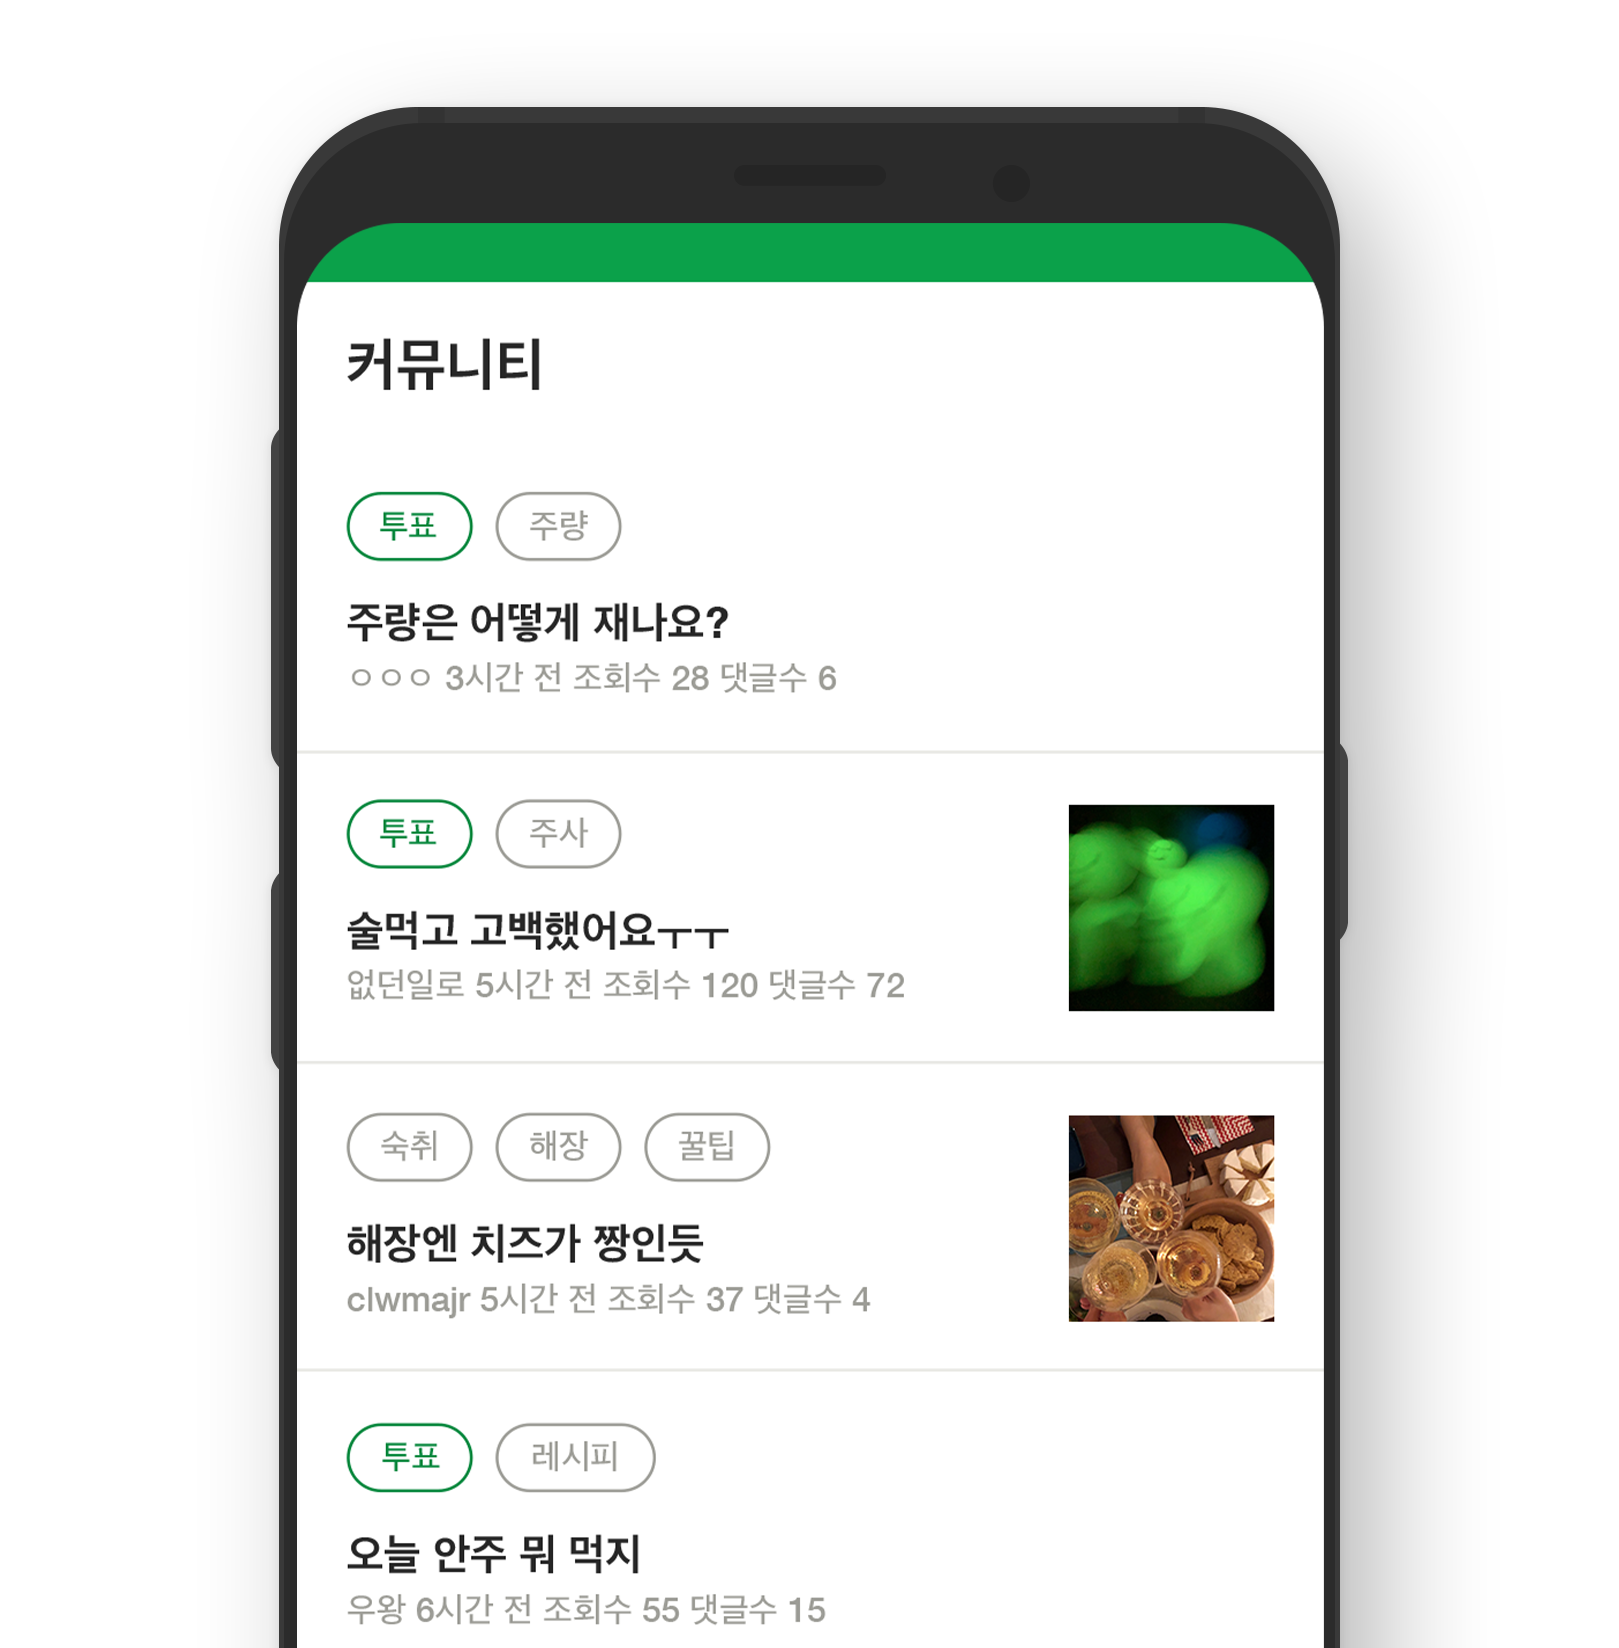 커뮤니티
투표 주량
주량은 어떻게 재나요?
ㅇㅇㅇ 3시간 전 조회수 28 댓글수 6
투표 주사
술먹고 고백했어요ㅜㅜ
없던일로 5시간 전 조회수 120 댓글수 72
숙취 해장 꿀팁
해장엔 치즈가 짱인듯
clwmajr 5시간 전 조회수 37 댓글수 4
투표 레시피
오늘 안주 뭐 먹지
우왕 6시간 전 조회수 55 댓글수 15